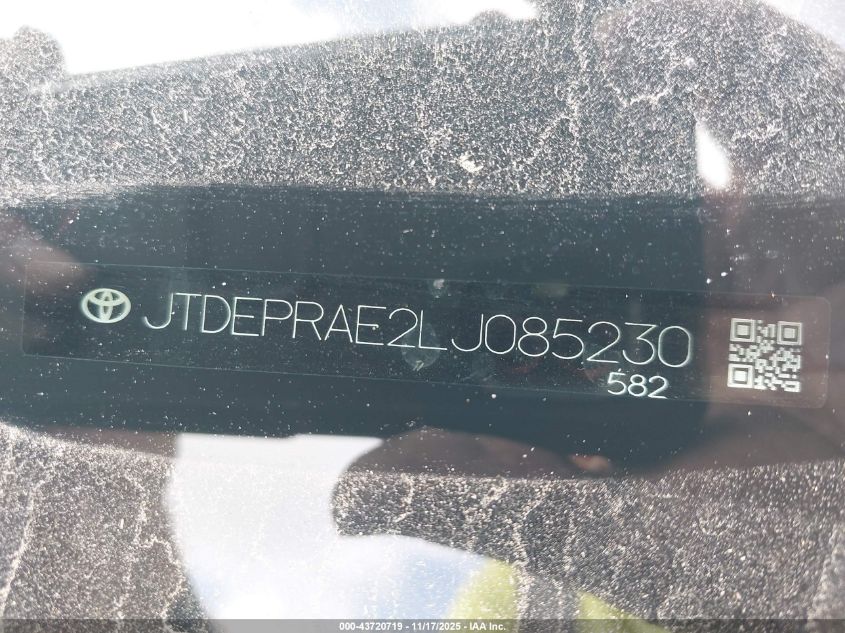 JTDEPRAE2LJ085230
582
000-43720719 - 11/17/2025 - IAA Inc.